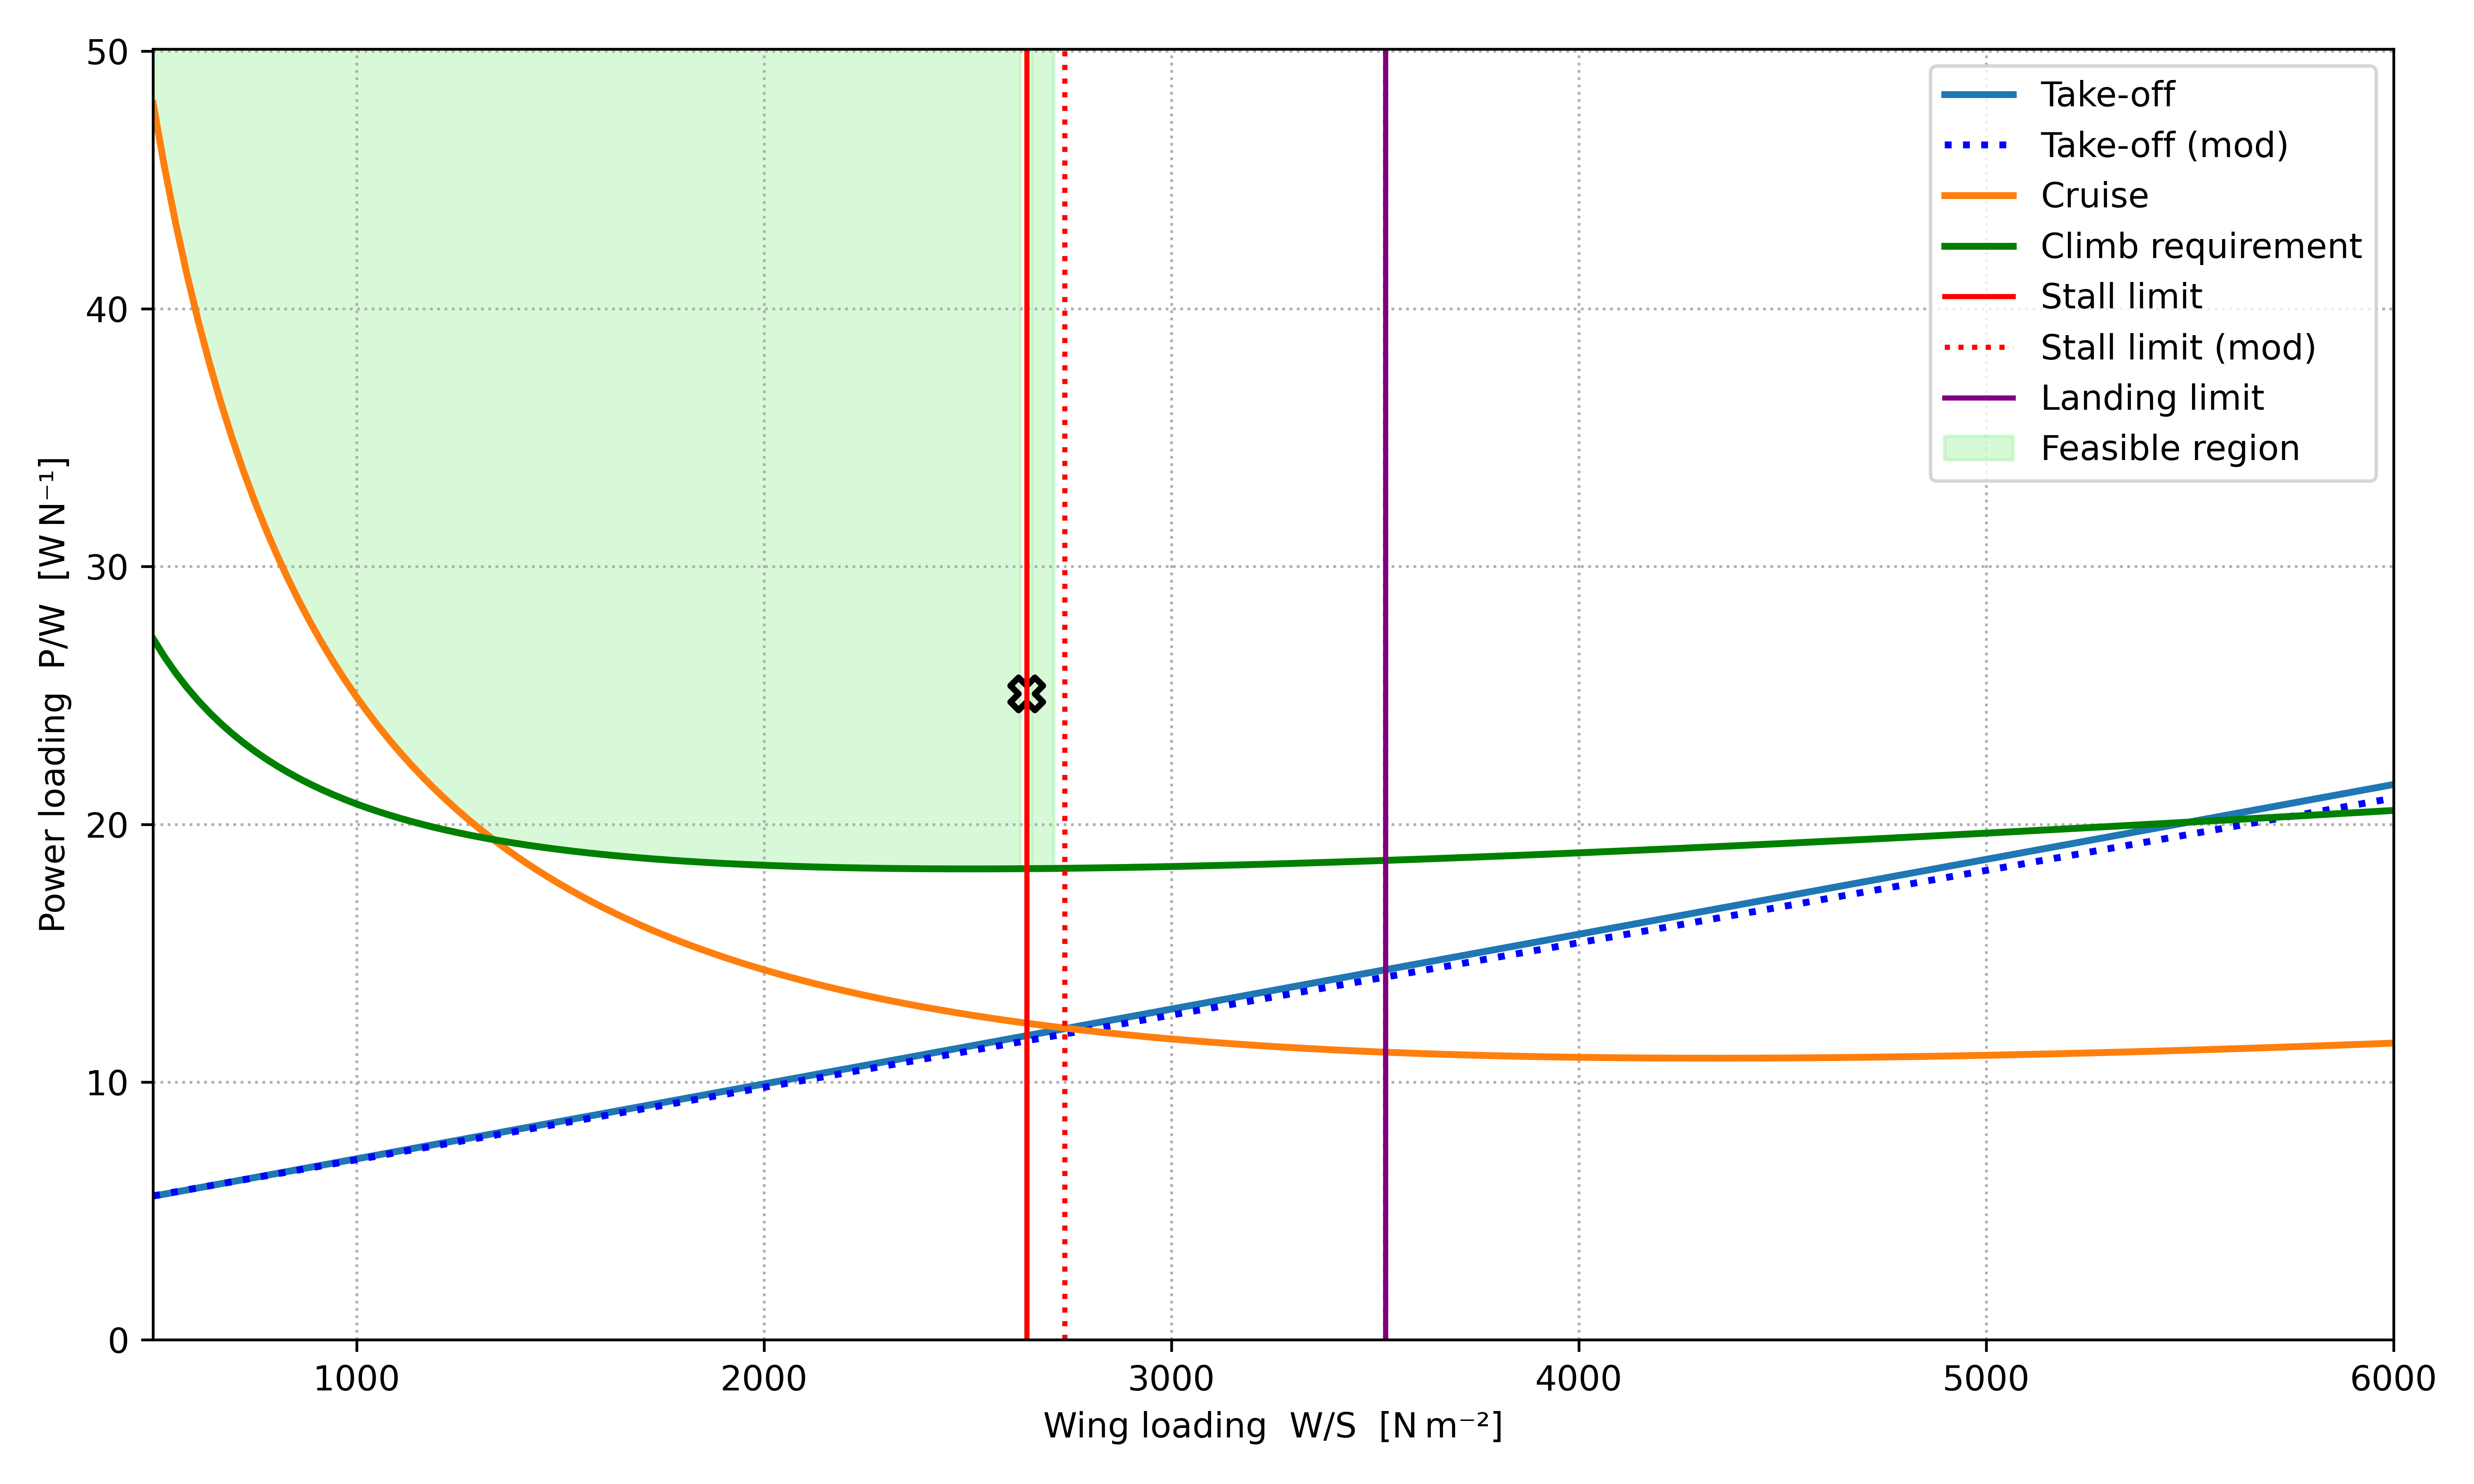 50
40
30
20
10
0
Power loading  P/W  [W N⁻¹]
1000
2000
3000
4000
5000
6000
Wing loading  W/S  [N m⁻²]
Take-off
Take-off (mod)
Cruise
Climb requirement
Stall limit
Stall limit (mod)
Landing limit
Feasible region